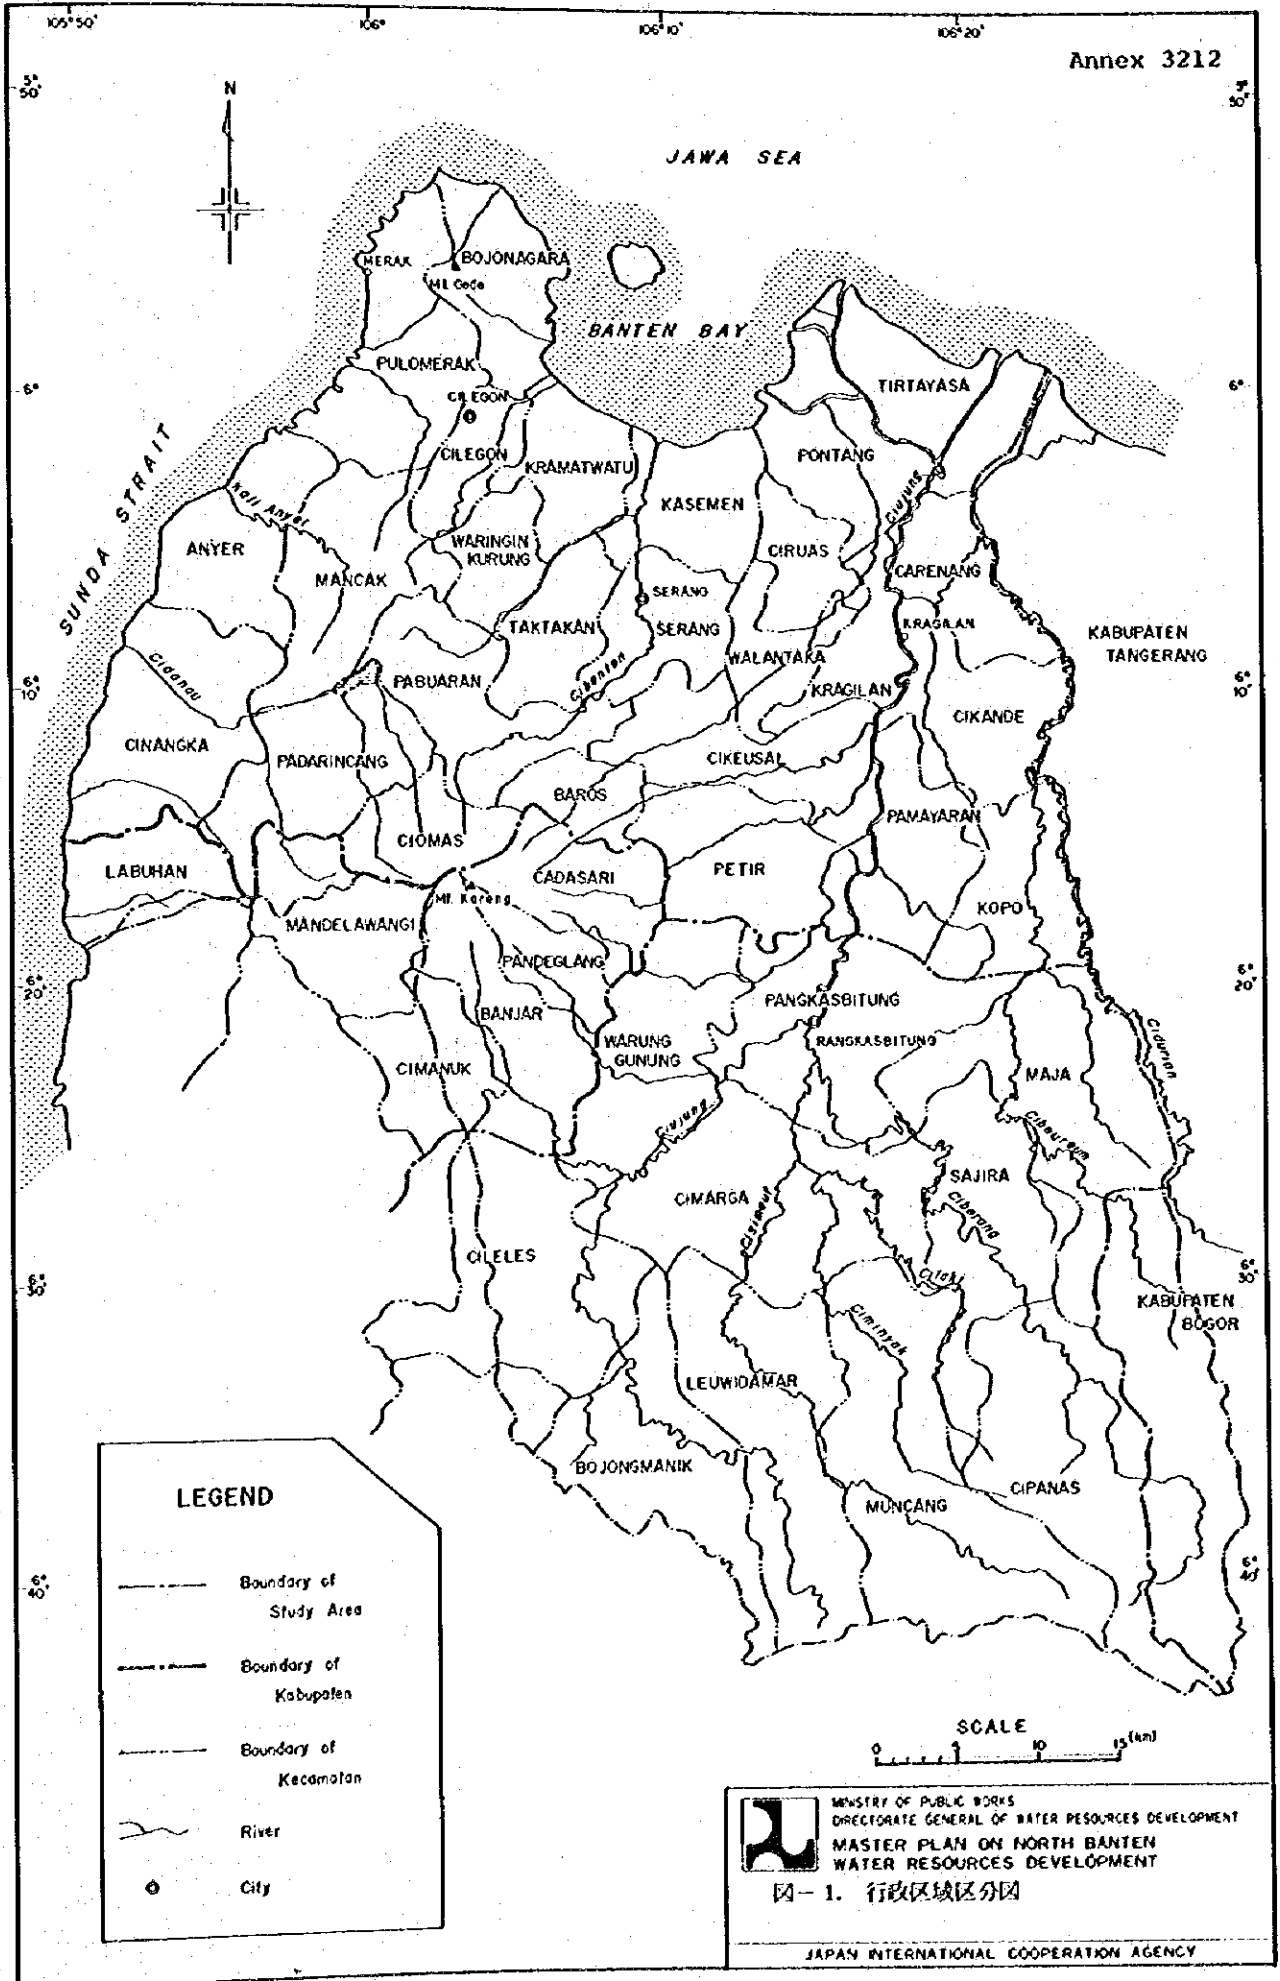 105°50'
106°
106°10'
106°20'
Annex 3212
5°
50'
N
JAWA SEA
MERAK
BOJONAGARA
Mt. Gede
BANTEN BAY
PULOMERAK
TIRTAYASA
6°
6°
CILEGON
SUNDA STRAIT
CILEGON
KRAMATWATU
PONTANG
Kali Anyer
KASEMEN
Ciujung
ANYER
WARINGIN
KURUNG
CIRUAS
MANCAK
CARENANG
SERANG
TAKTAKAN
SERANG
KRAGILAN
KABUPATEN
TANGERANG
Cidanau
Cibanten
WALANTAKA
6°
10'
PABUARAN
KRAGILAN
6°
10'
CIKANDE
CINANGKA
PADARINCANG
CIKEUSAL
BAROS
PAMAYARAN
CIOMAS
LABUHAN
CADASARI
PETIR
Mt. Karang
KOPO
MANDELAWANGI
PANDEGLANG
6°
20'
6°
20'
PANGKASBITUNG
BANJAR
WARUNG
GUNUNG
RANGKASBITUNG
Cidurian
CIMANUK
MAJA
Ciujung
Cibeureum
SAJIRA
CIMARGA
Cisimeut
Ciberang
CILELES
6°
30'
Citaki
6°
30'
KABUPATEN
BOGOR
Ciminyak
LEUWIDAMAR
BOJONGMANIK
CIPANAS
MUNCANG
LEGEND
6°
40'
6°
40'
Boundary of
Study Area
Boundary of
Kabupaten
Boundary of
Kecamatan
River
City
SCALE
0 5 10 15 (km)
MINISTRY OF PUBLIC WORKS
DIRECTORATE GENERAL OF WATER RESOURCES DEVELOPMENT
MASTER PLAN ON NORTH BANTEN
WATER RESOURCES DEVELOPMENT
図－1. 行政区域区分図
JAPAN INTERNATIONAL COOPERATION AGENCY